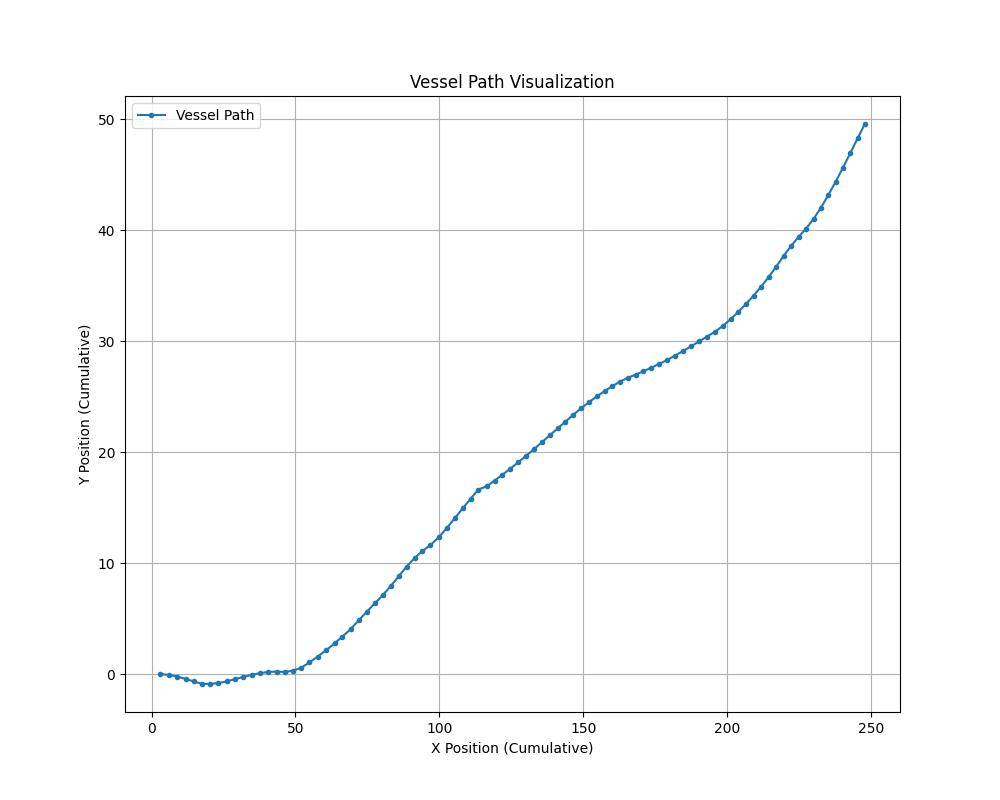 Vessel Path Visualization
Vessel Path
50
40
30
20
10
0
Y Position (Cumulative)
0 50 100 150 200 250
X Position (Cumulative)